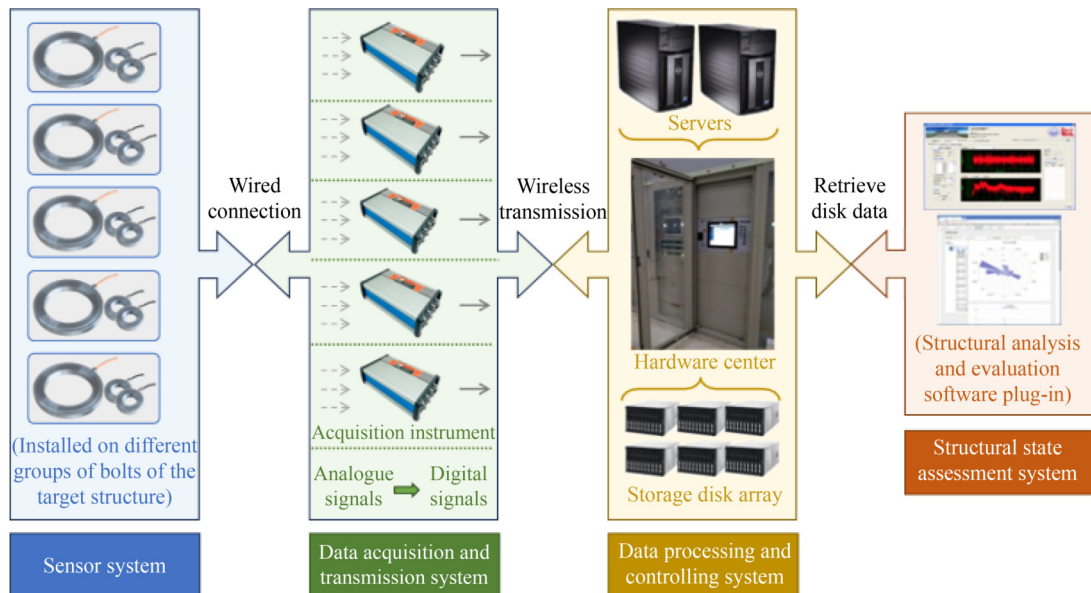 (Installed on different
groups of bolts of the
target structure)
Sensor system
Wired
connection
Acquisition instrument
Analogue
signals
Digital
signals
Data acquisition and
transmission system
Wireless
transmission
Servers
Hardware center
Storage disk array
Data processing and
controlling system
Retrieve
disk data
(Structural analysis
and evaluation
software plug-in)
Structural state
assessment system